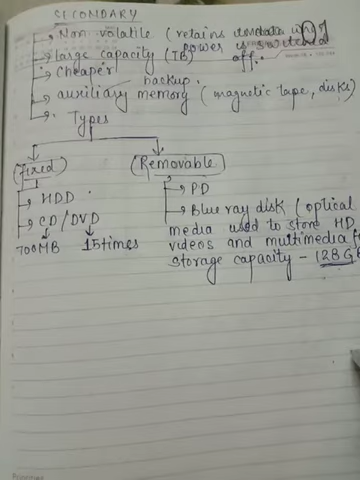 SECONDARY
Non volatile (retains data when power is switched off..
large capacity (TB)
Cheaper
backup.
auxiliary memory (magnetic tape, disks)
Types
Fixed
Removable
HDD
CD/DVD
700MB 15times
PD
Blue ray disk (optical
media used to store HD
videos and multimedia f
storage capacity - 128 G